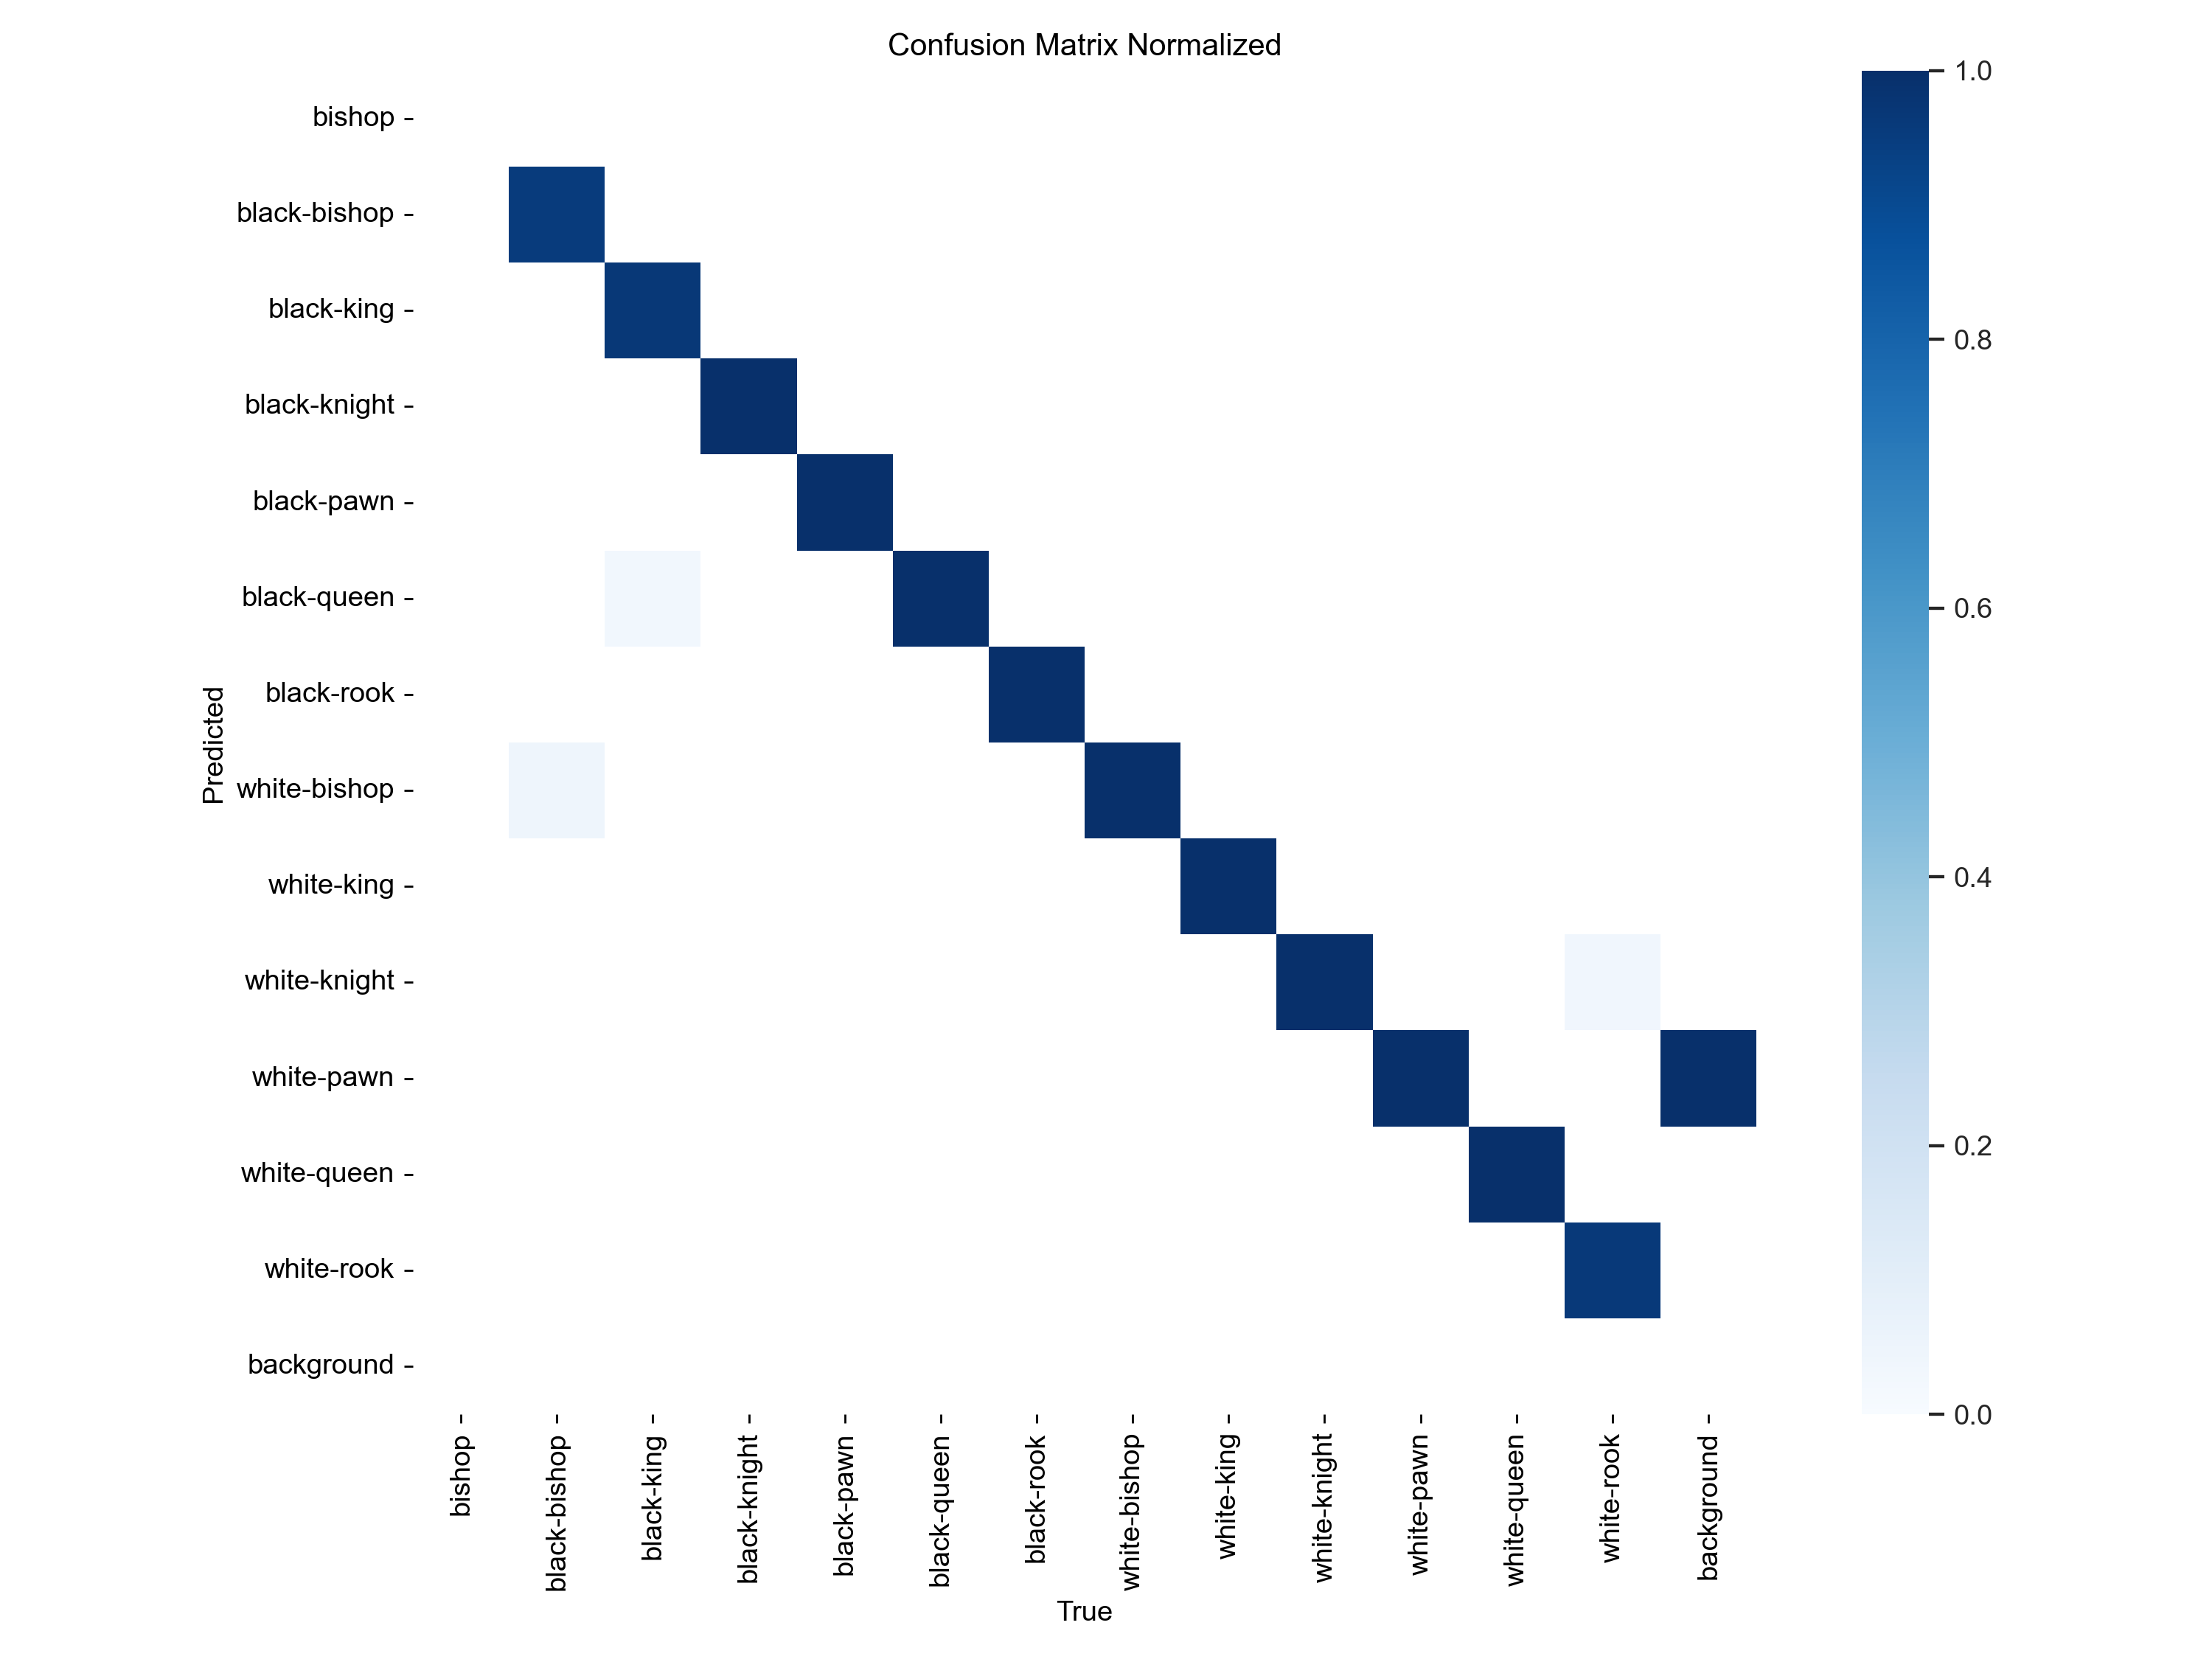 Confusion Matrix Normalized
bishop
black-bishop
black-king
black-knight
black-pawn
black-queen
black-rook
white-bishop
white-king
white-knight
white-pawn
white-queen
white-rook
background
Predicted
bishop
black-bishop
black-king
black-knight
black-pawn
black-queen
black-rook
white-bishop
white-king
white-knight
white-pawn
white-queen
white-rook
background
True
1.0
0.8
0.6
0.4
0.2
0.0